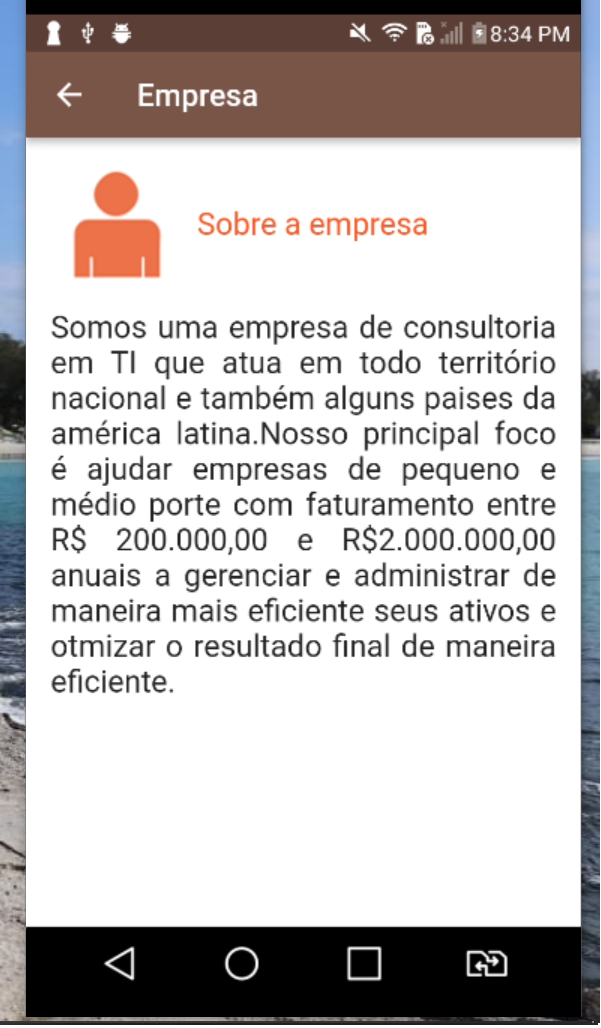 8:34 PM
Empresa
Sobre a empresa
Somos uma empresa de consultoria
em TI que atua em todo território
nacional e também alguns paises da
américa latina.Nosso principal foco
é ajudar empresas de pequeno e
médio porte com faturamento entre
R$ 200.000,00 e R$2.000.000,00
anuais a gerenciar e administrar de
maneira mais eficiente seus ativos e
otmizar o resultado final de maneira
eficiente.